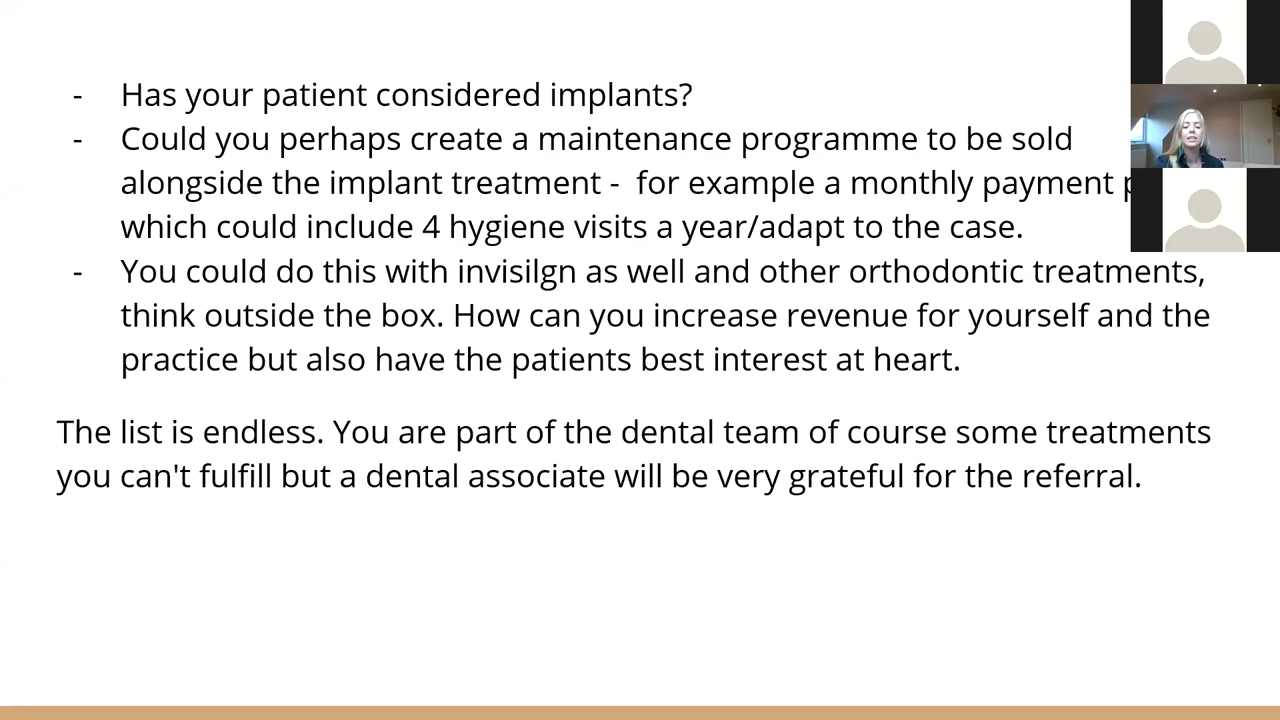 - Has your patient considered implants?
- Could you perhaps create a maintenance programme to be sold
alongside the implant treatment - for example a monthly payment
which could include 4 hygiene visits a year/adapt to the case.
- You could do this with invisilgn as well and other orthodontic treatments,
think outside the box. How can you increase revenue for yourself and the
practice but also have the patients best interest at heart.
The list is endless. You are part of the dental team of course some treatments
you can't fulfill but a dental associate will be very grateful for the referral.